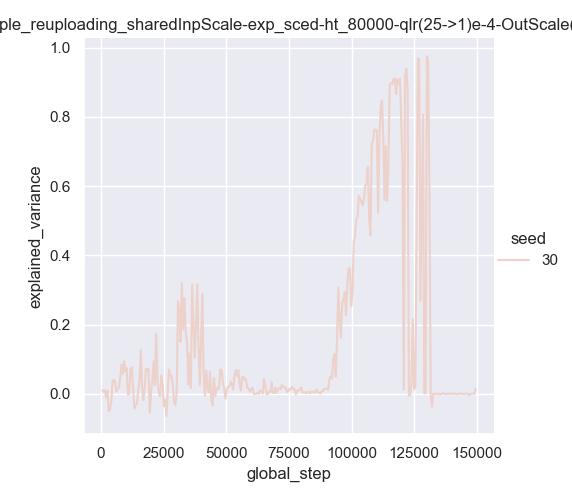 ple_reuploading_sharedInpScale-exp_sced-ht_80000-qlr(25->1)e-4-OutScale(
1.0
0.8
0.6
0.4
0.2
0.0
explained_variance
0 25000 50000 75000 100000 125000 150000
global_step
seed
30